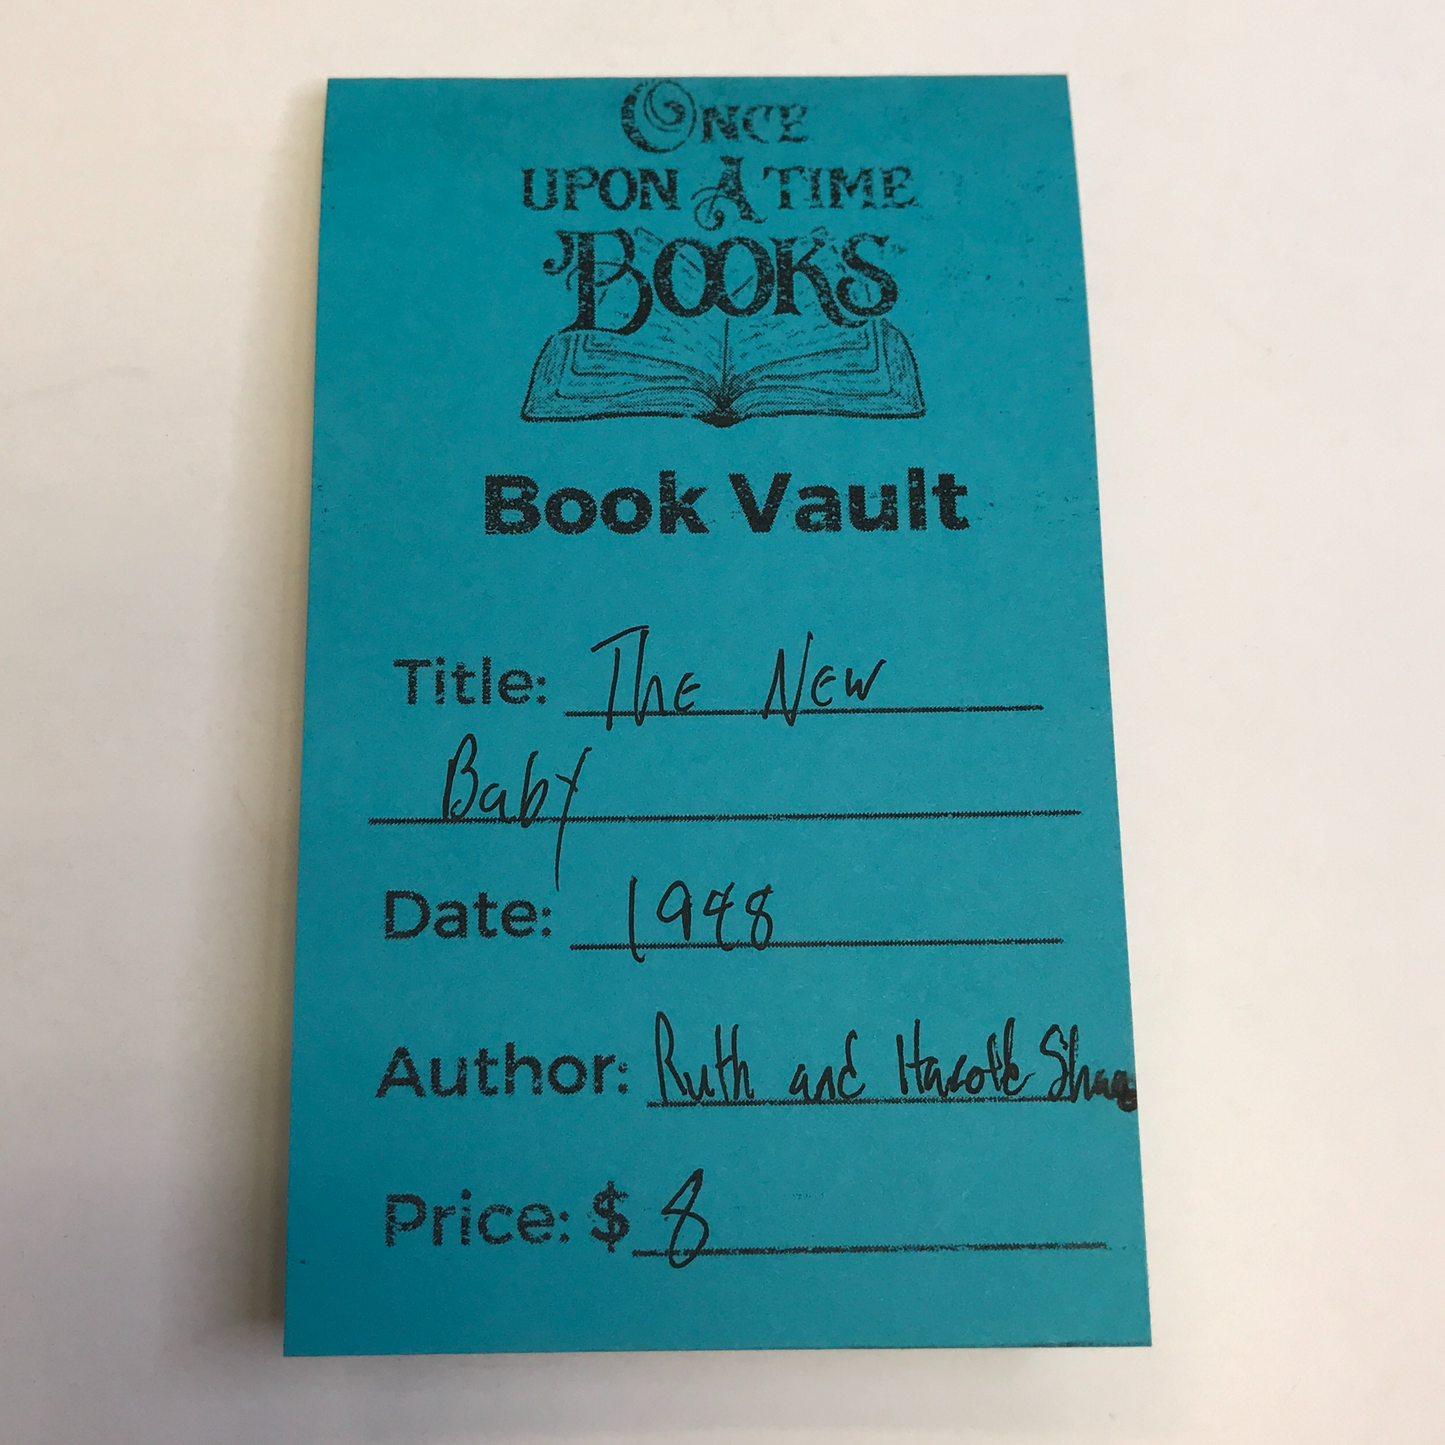 ONCE
UPON A TIME
BOOKS
Book Vault
Title: The New
Baby
Date: 1948
Author: Ruth and Harold
Price: $ 8